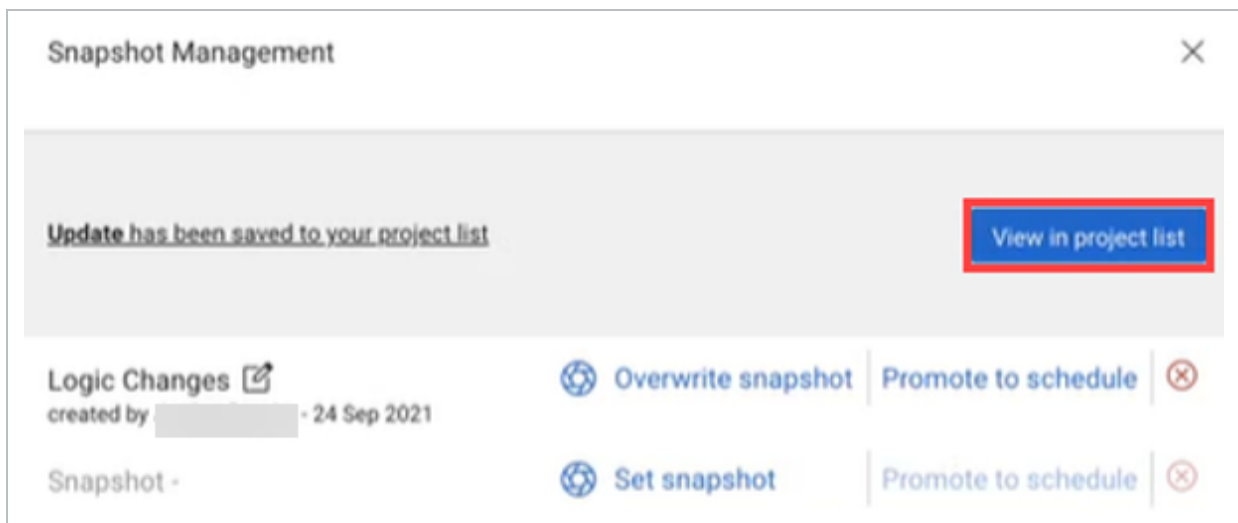 Snapshot Management
Update has been saved to your project list
View in project list
Logic Changes
Overwrite snapshot
Promote to schedule
created by - 24 Sep 2021
Snapshot -
Set snapshot
Promote to schedule